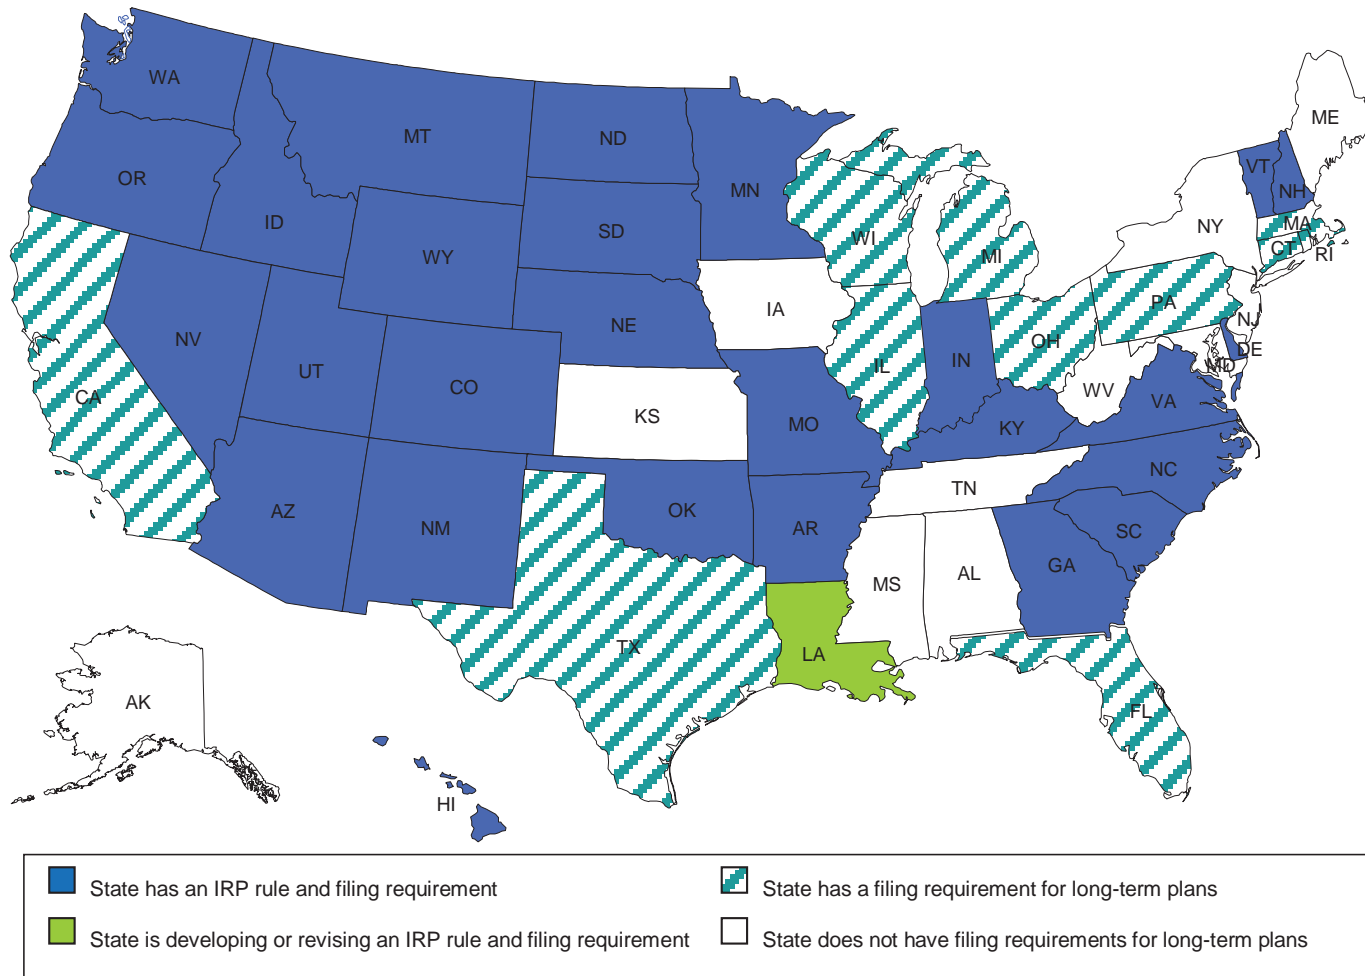 WA
MT
ND
MN
OR
ID
SD
WY
ME
VT
NH
NY
MA
CT
RI
WI
MI
IA
NE
PA
NJ
NV
UT
CO
IL
IN
OH
DE
MD
WV
VA
CA
KS
MO
KY
NC
TN
AZ
NM
OK
AR
SC
GA
MS
AL
TX
LA
FL
AK
HI
State has an IRP rule and filing requirement
State has a filing requirement for long-term plans
State is developing or revising an IRP rule and filing requirement
State does not have filing requirements for long-term plans